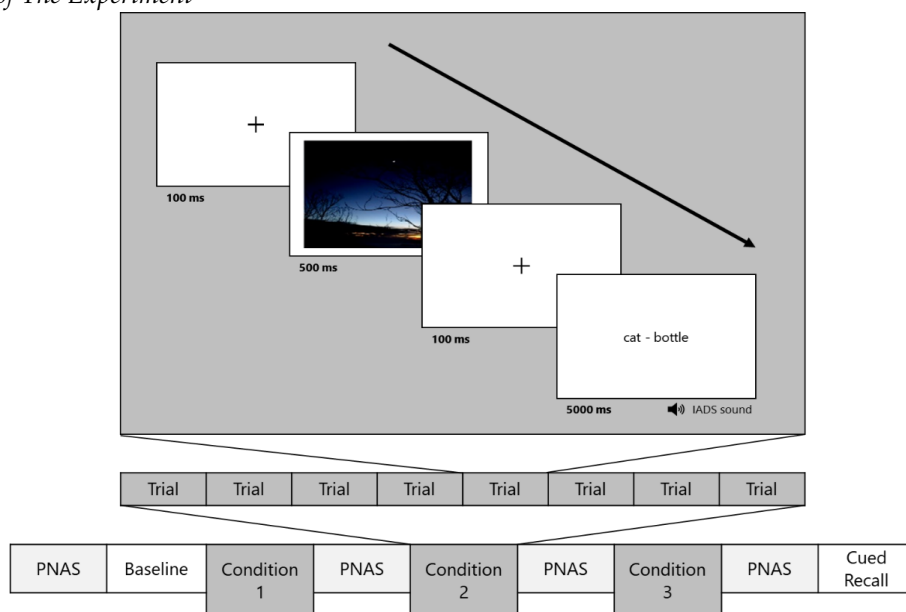 of The Experiment
+
100 ms
500 ms
+
100 ms
cat - bottle
5000 ms IADS sound
Trial Trial Trial Trial Trial Trial Trial Trial
PNAS Baseline Condition 1 PNAS Condition 2 PNAS Condition 3 PNAS Cued Recall